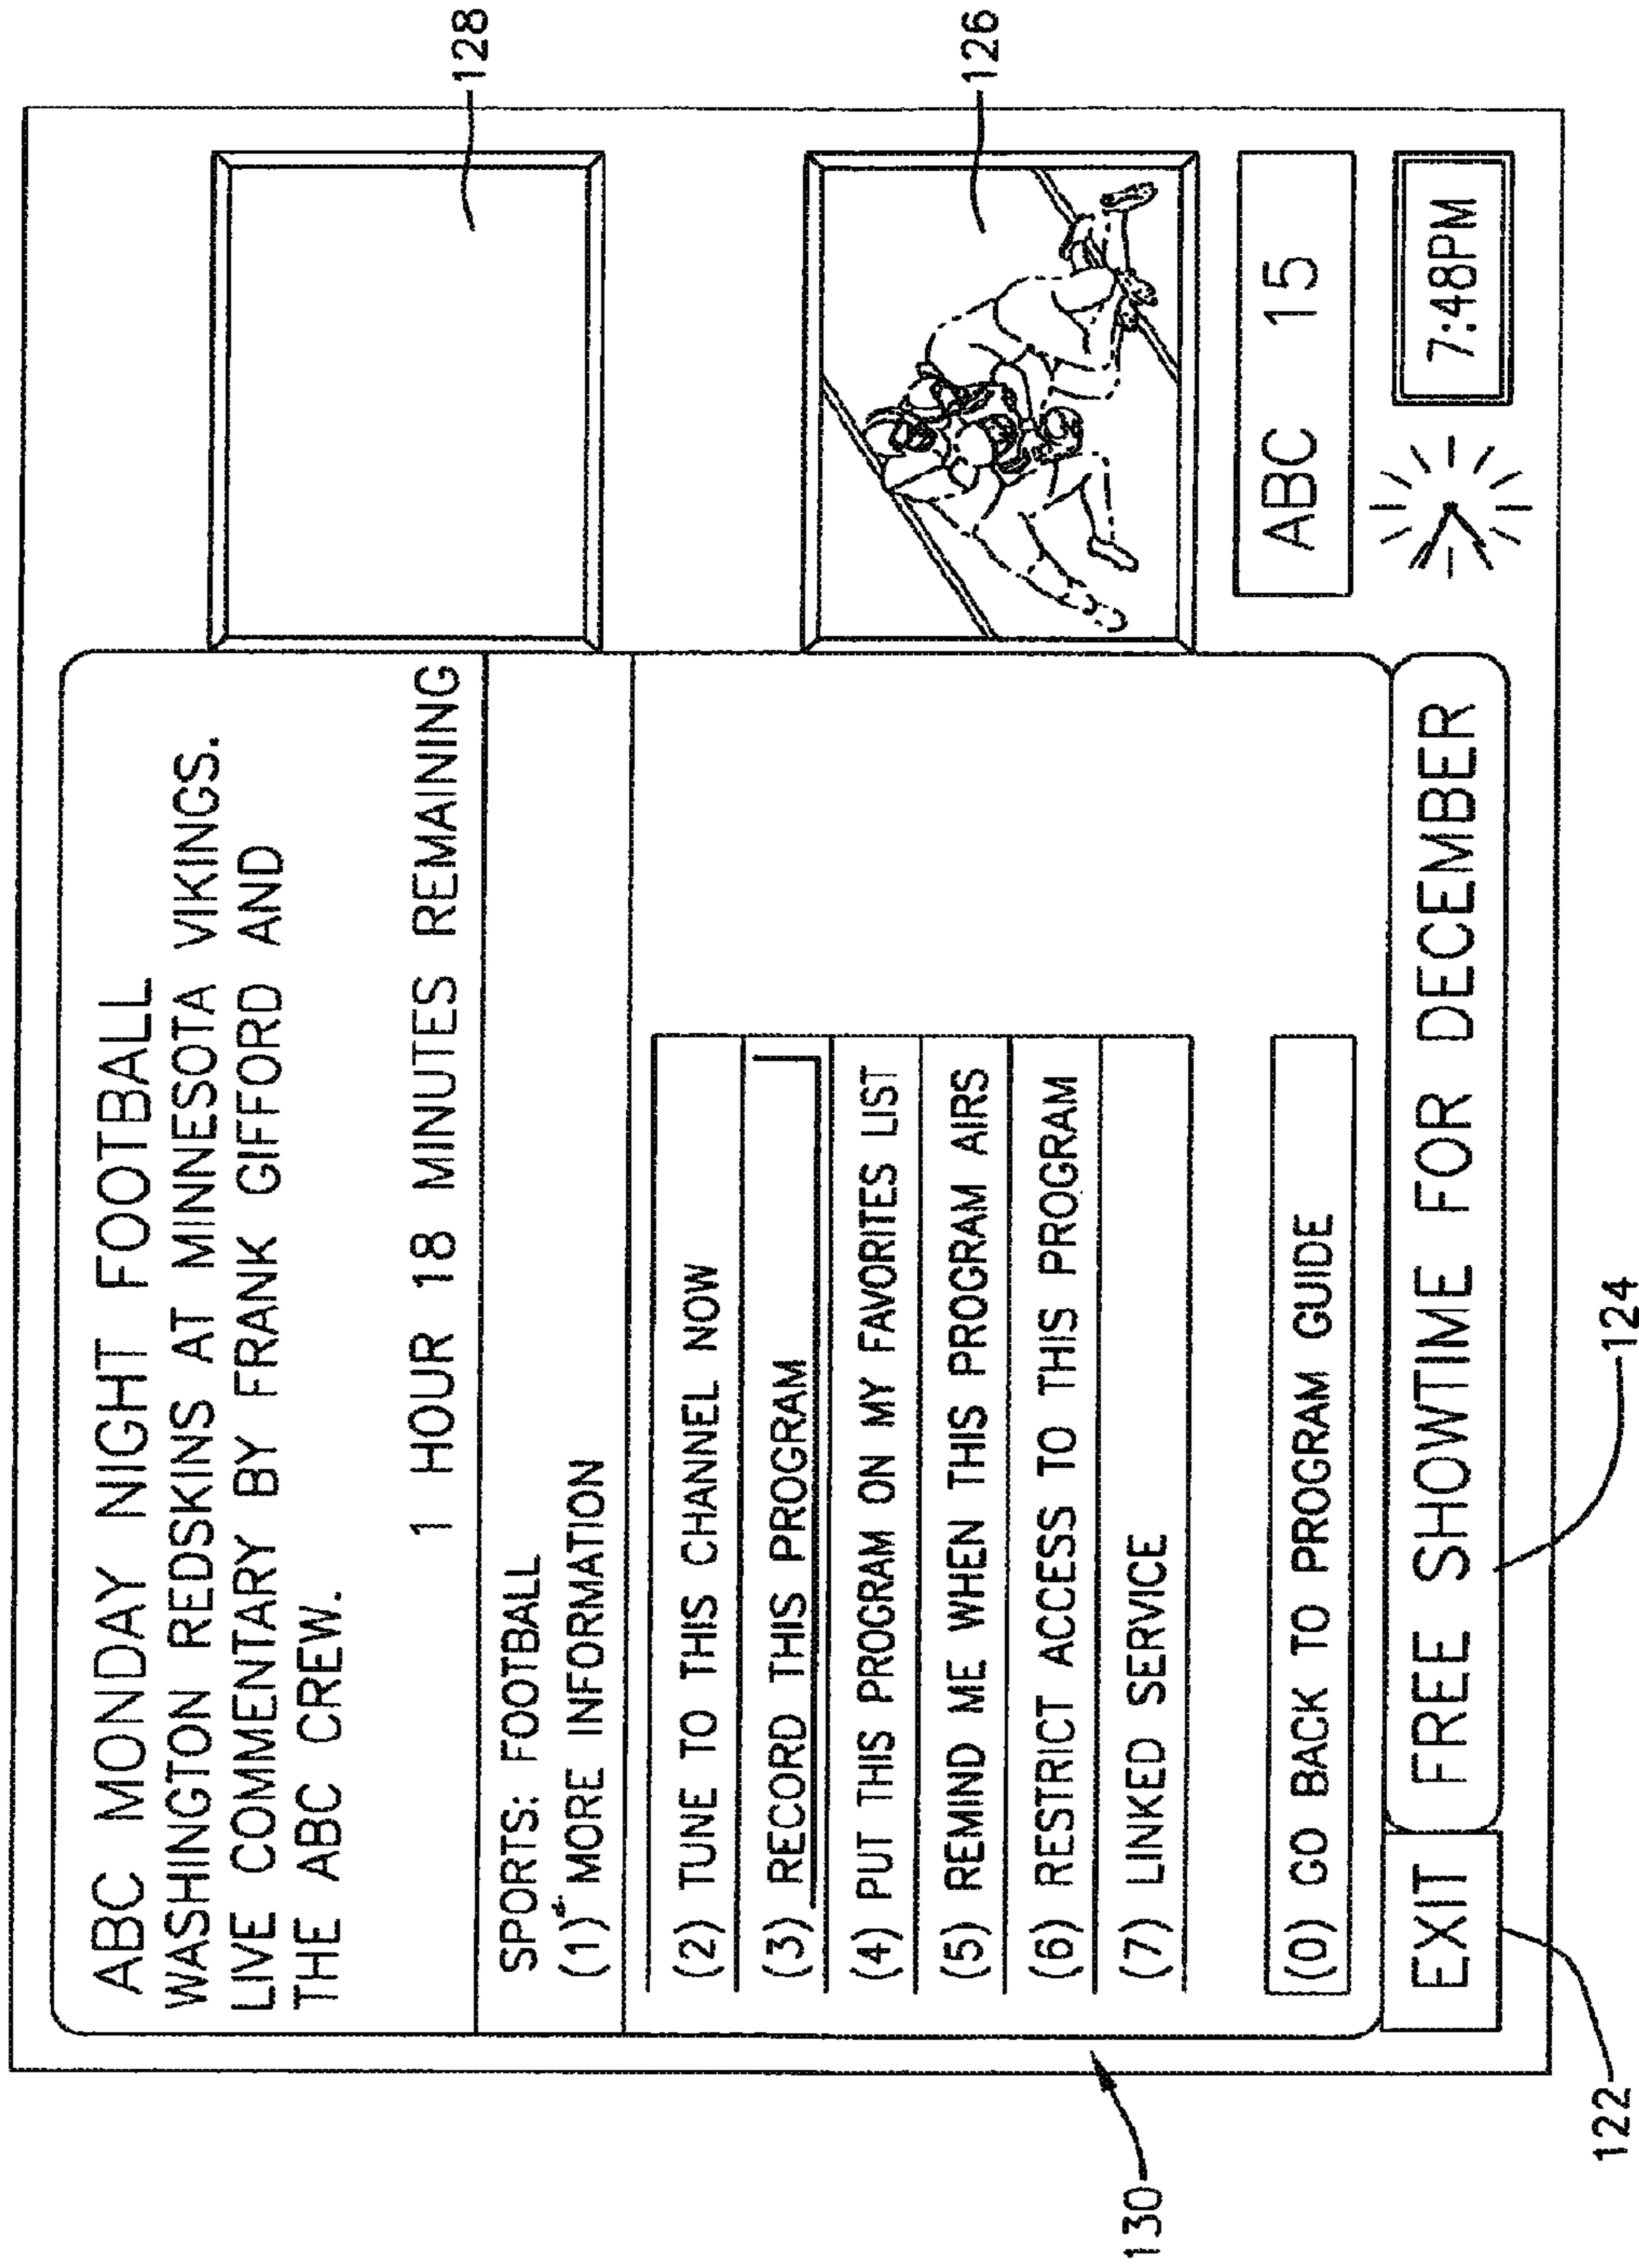 ABC MONDAY NIGHT FOOTBALL
WASHINGTON REDSKINS AT MINNESOTA VIKINGS.
LIVE COMMENTARY BY FRANK GIFFORD AND
THE ABC CREW.
1 HOUR 18 MINUTES REMAINING
SPORTS: FOOTBALL
(1) MORE INFORMATION
(2) TUNE TO THIS CHANNEL NOW
(3) RECORD THIS PROGRAM
(4) PUT THIS PROGRAM ON MY FAVORITES LIST
(5) REMIND ME WHEN THIS PROGRAM AIRS
(6) RESTRICT ACCESS TO THIS PROGRAM
(7) LINKED SERVICE
(0) GO BACK TO PROGRAM GUIDE
EXIT
FREE SHOWTIME FOR DECEMBER
128
126
ABC 15
7:48PM
130
122
124